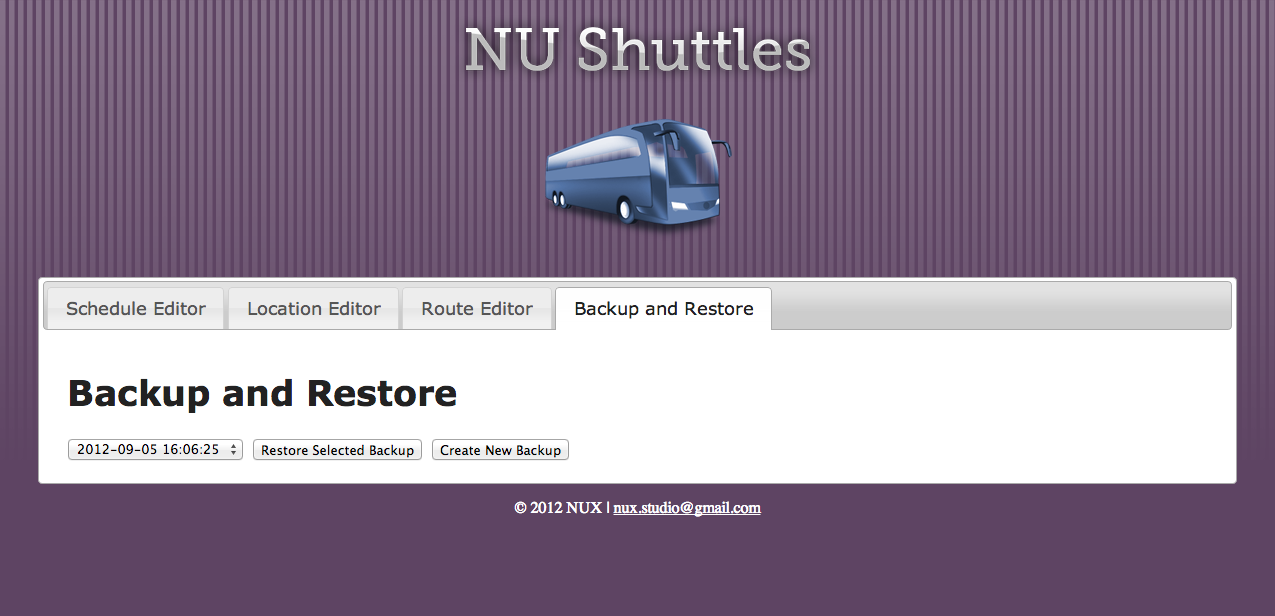 NU Shuttles
Schedule Editor Location Editor Route Editor Backup and Restore
Backup and Restore
2012-09-05 16:06:25 Restore Selected Backup Create New Backup
© 2012 NUX | nux.studio@gmail.com